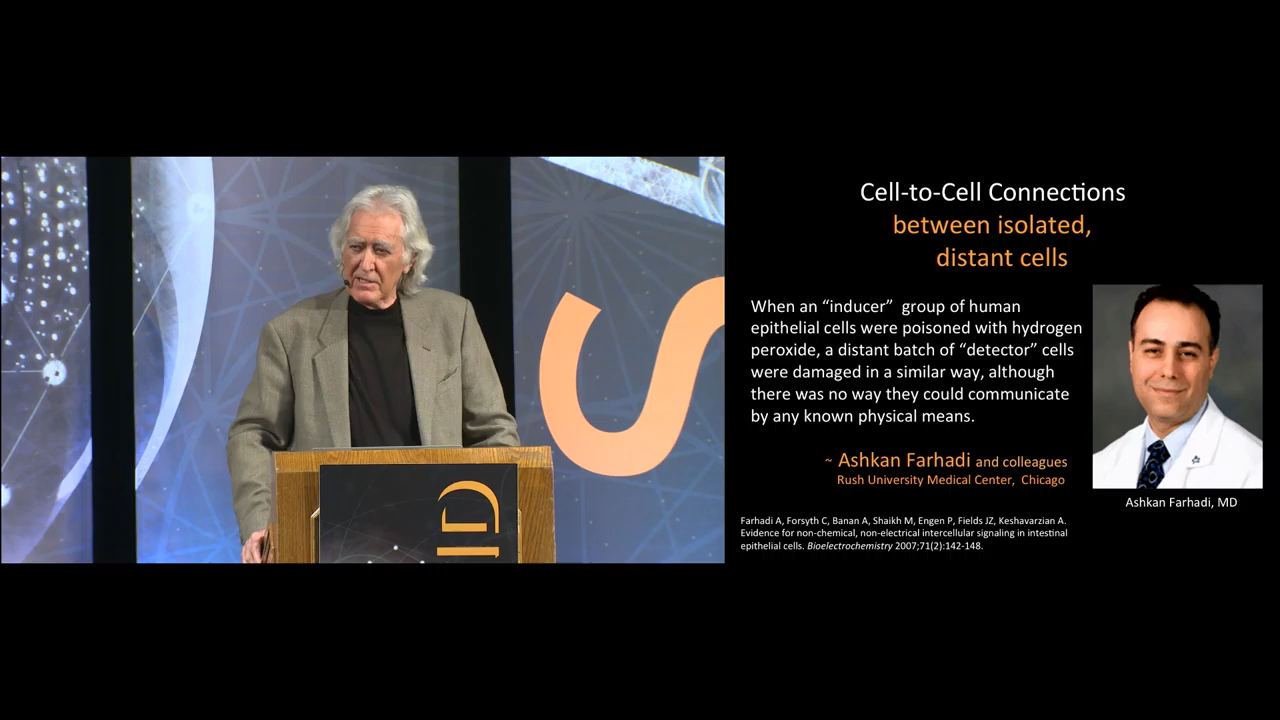 S
ID
Cell-to-Cell Connections
between isolated,
distant cells
When an “inducer” group of human
epithelial cells were poisoned with hydrogen
peroxide, a distant batch of “detector” cells
were damaged in a similar way, although
there was no way they could communicate
by any known physical means.
~ Ashkan Farhadi and colleagues
Rush University Medical Center, Chicago
Ashkan Farhadi, MD
Farhadi A, Forsyth C, Banan A, Shaikh M, Engen P, Fields JZ, Keshavarzian A.
Evidence for non-chemical, non-electrical intercellular signaling in intestinal
epithelial cells. Bioelectrochemistry 2007;71(2):142-148.